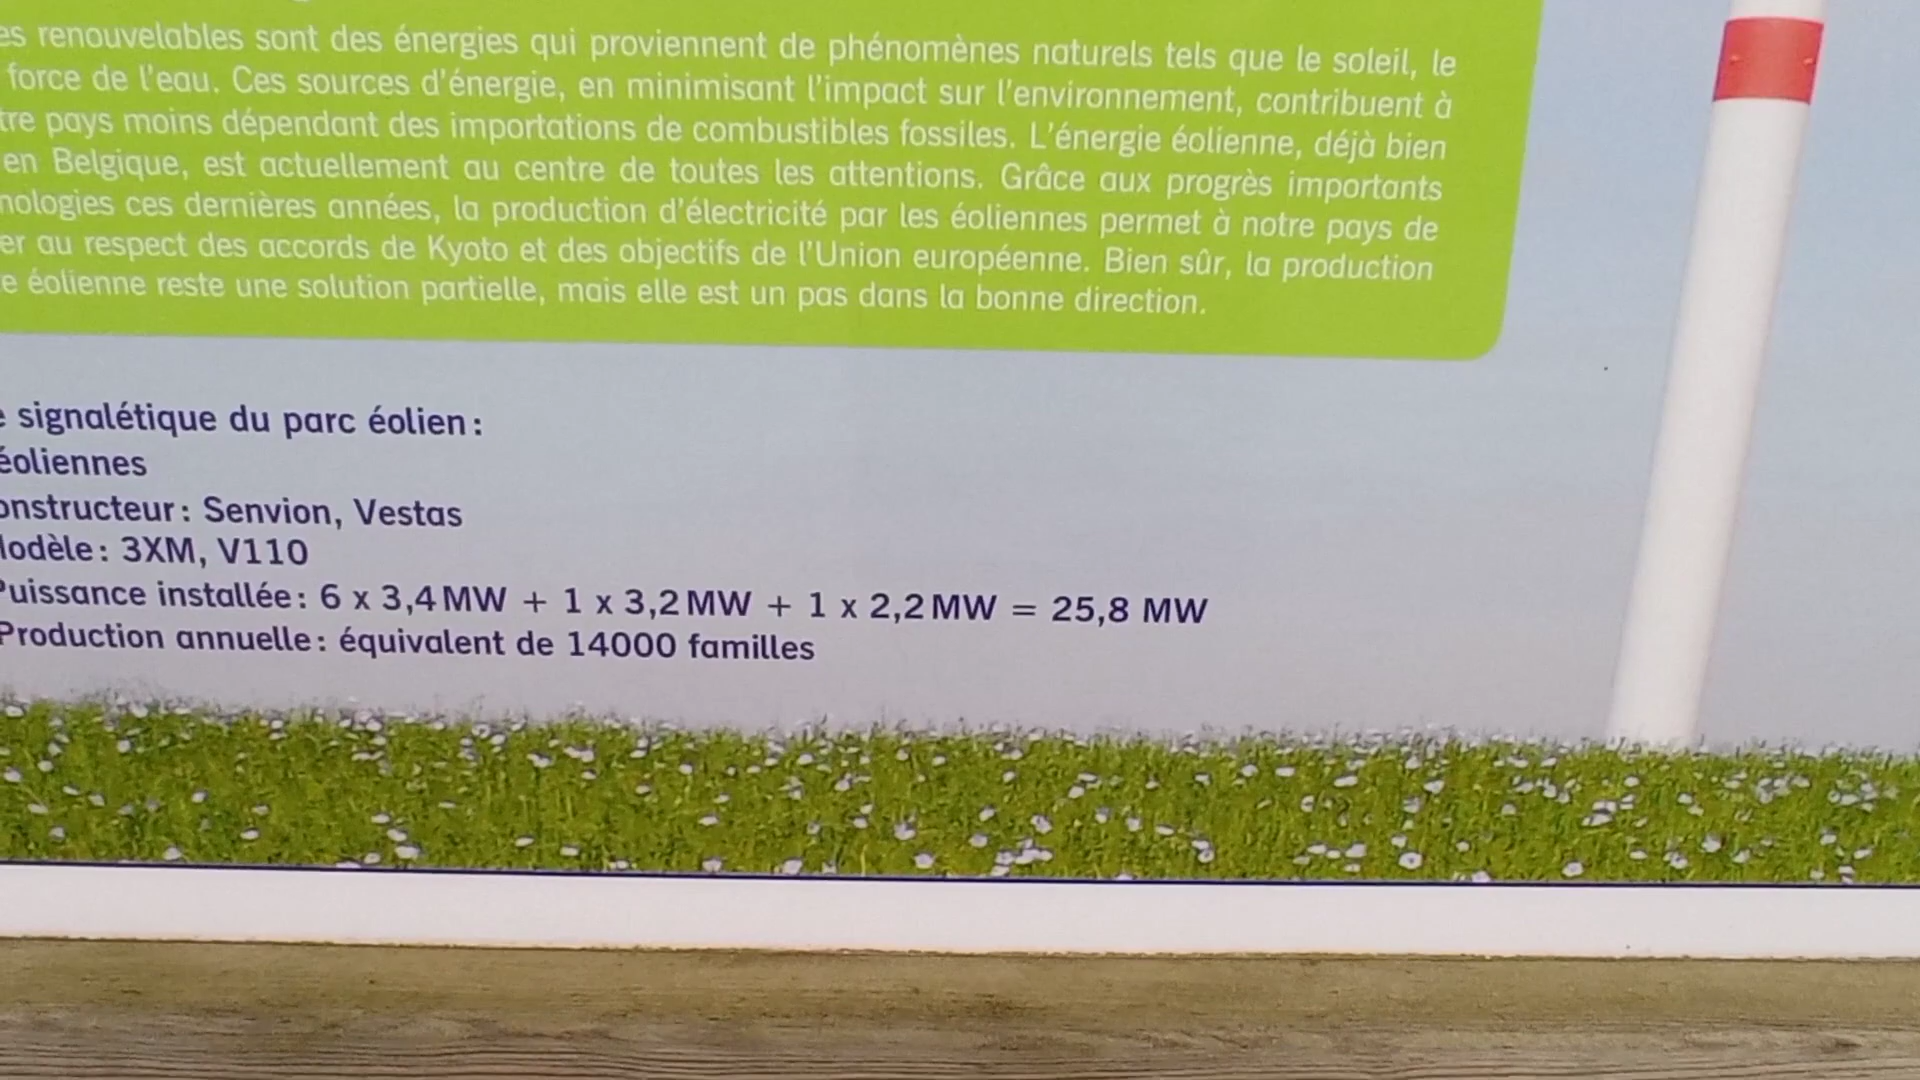 es renouvelables sont des énergies qui proviennent de phénomènes naturels tels que le soleil, le
force de l'eau. Ces sources d'énergie, en minimisant l'impact sur l'environnement, contribuent à
tre pays moins dépendant des importations de combustibles fossiles. L'énergie éolienne, déjà bien
en Belgique, est actuellement au centre de toutes les attentions. Grâce aux progrès importants
nologies ces dernières années, la production d'électricité par les éoliennes permet à notre pays de
er au respect des accords de Kyoto et des objectifs de l'Union européenne. Bien sûr, la production
e éolienne reste une solution partielle, mais elle est un pas dans la bonne direction.
e signalétique du parc éolien :
éoliennes
onstructeur : Senvion, Vestas
odèle : 3XM, V110
Puissance installée : 6 x 3,4 MW + 1 x 3,2 MW + 1 x 2,2 MW = 25,8 MW
Production annuelle : équivalent de 14000 familles